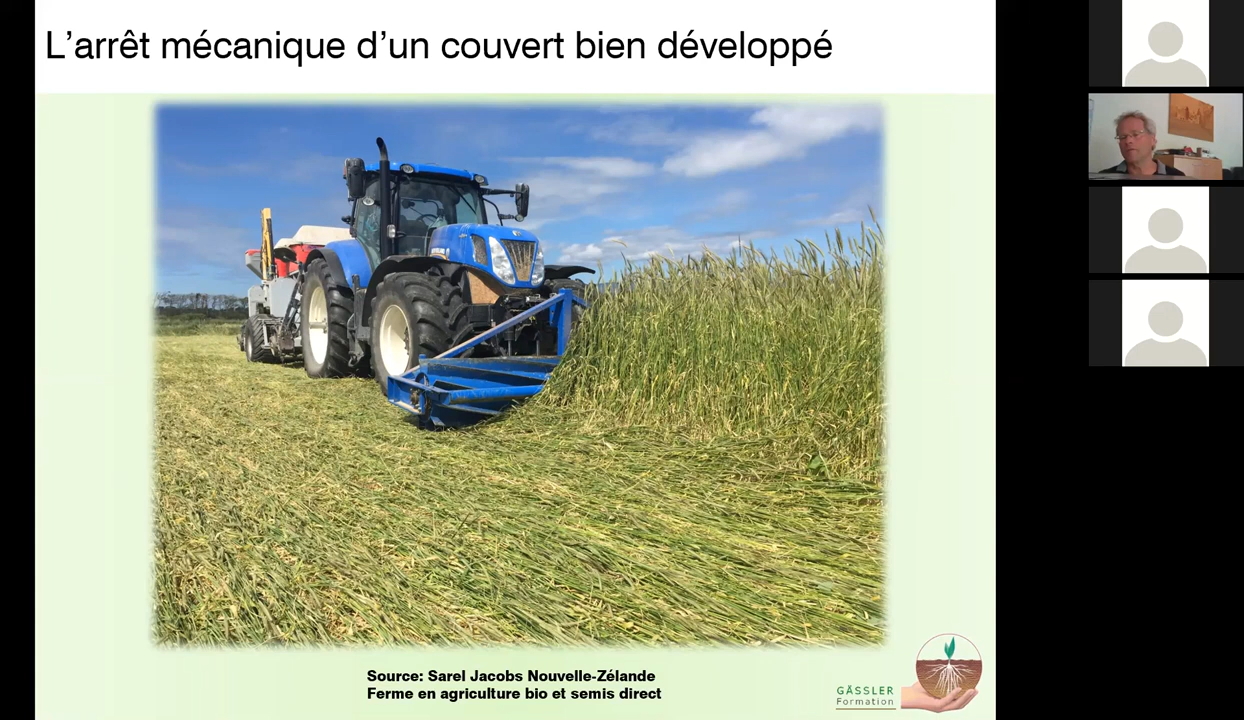 L’arrêt mécanique d’un couvert bien développé
Source: Sarel Jacobs Nouvelle-Zélande
Ferme en agriculture bio et semis direct
GÄSSLER
Formation